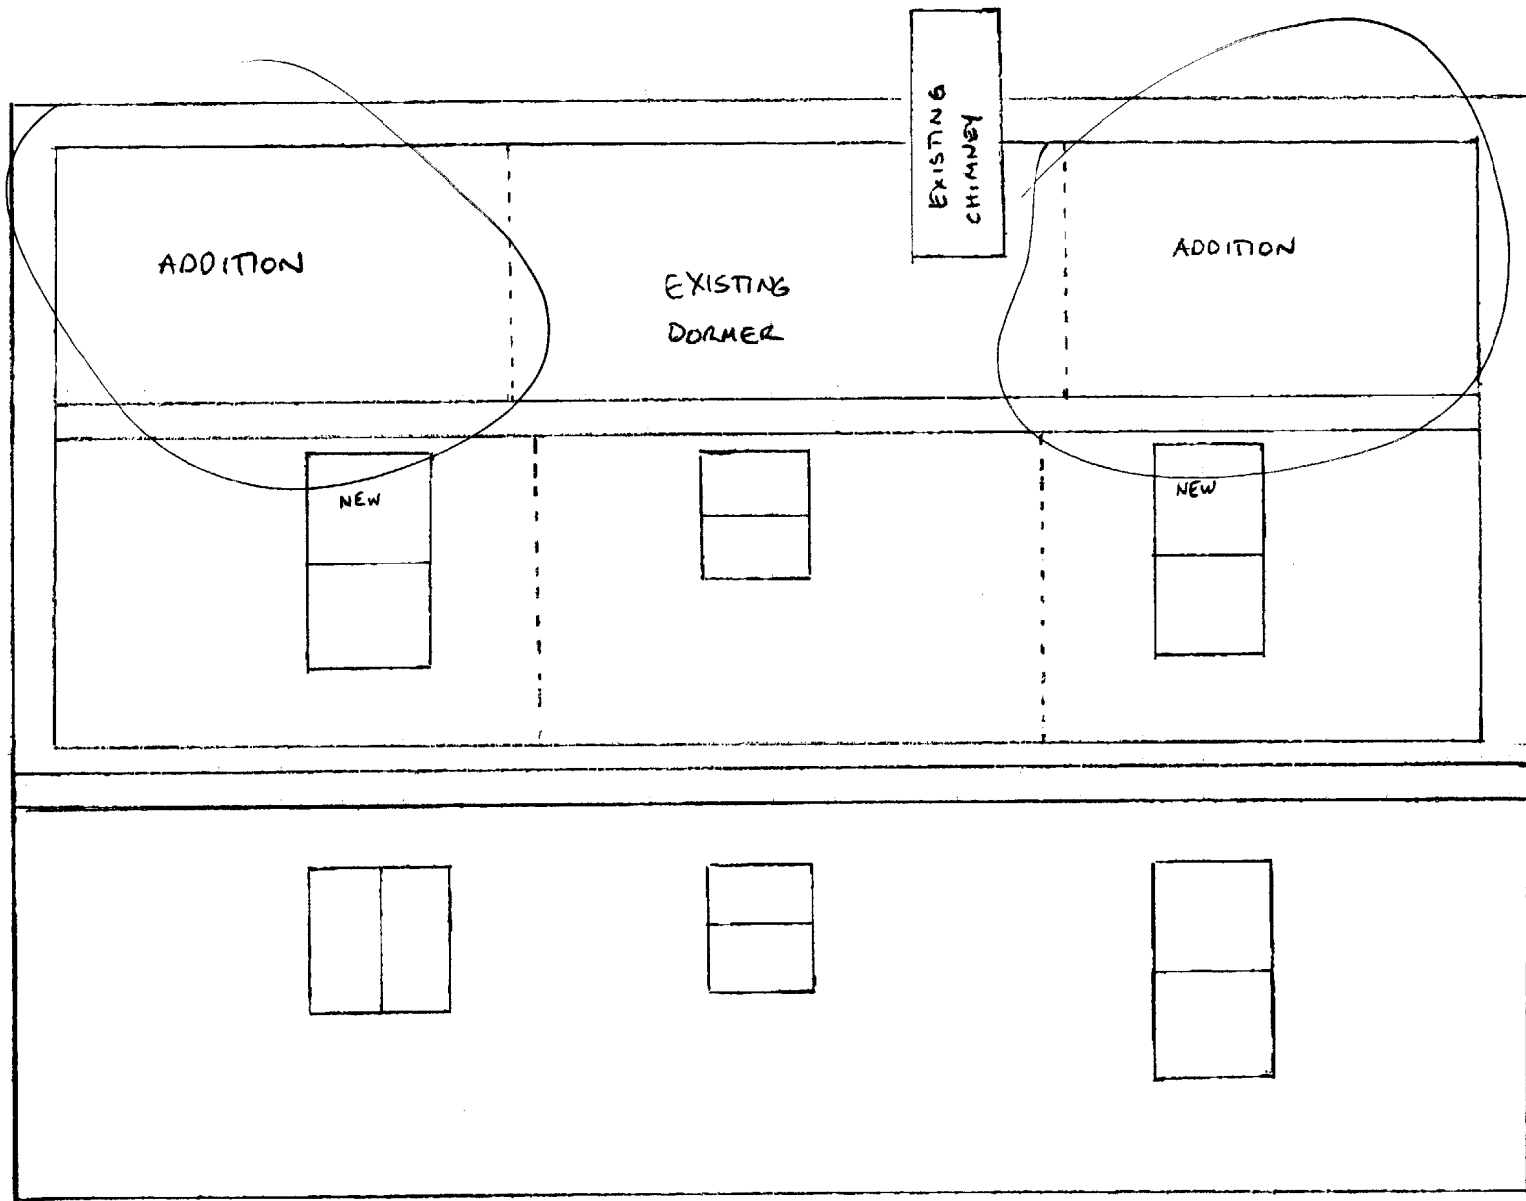 EXISTING
CHIMNEY
ADDITION
EXISTING
DORMER
ADDITION
NEW
NEW